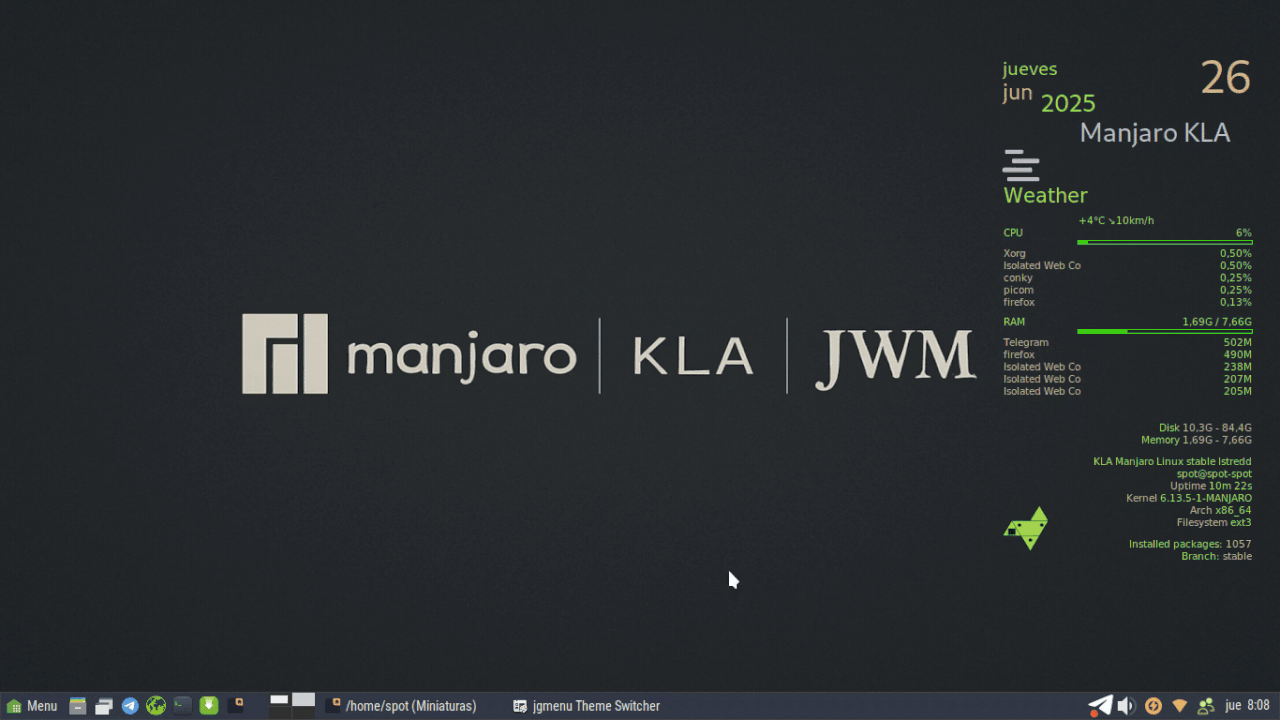 jueves
26
jun
2025
Manjaro KLA
Weather
+4°C ↘10km/h
CPU 6%
Xorg 0,50%
Isolated Web Co 0,50%
conky 0,25%
picom 0,25%
firefox 0,13%
RAM 1,69G / 7,66G
Telegram 502M
firefox 490M
Isolated Web Co 238M
Isolated Web Co 207M
Isolated Web Co 205M
Disk 10,3G - 84,4G
Memory 1,69G - 7,66G
KLA Manjaro Linux stable Istredd
spot@spot-spot
Uptime 10m 22s
Kernel 6.13.5-1-MANJARO
Arch x86_64
Filesystem ext3
Installed packages: 1057
Branch: stable
manjaro | KLA | JWM
Menu /home/spot (Miniaturas) jgmenu Theme Switcher jue 8:08